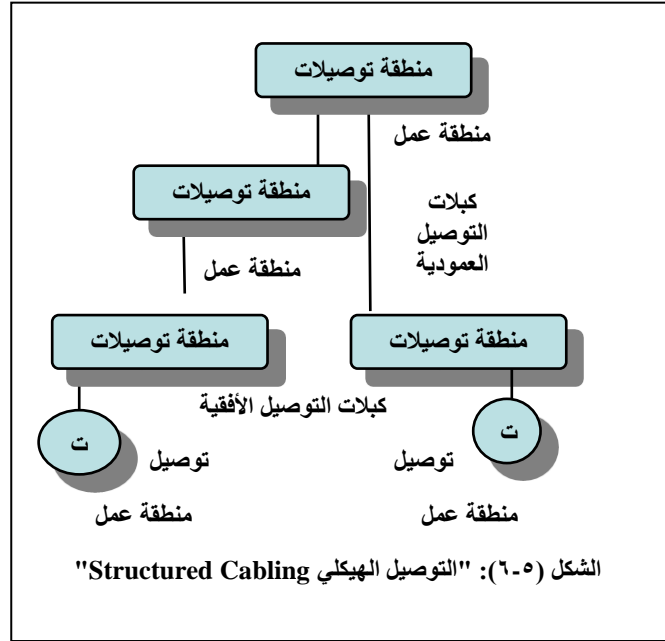 منطقة توصيلات
منطقة عمل
منطقة توصيلات
كبلات
التوصيل
العمودية
منطقة عمل
منطقة توصيلات
منطقة توصيلات
كبلات التوصيل الأفقية
ت
ت
توصيل
توصيل
منطقة عمل
منطقة عمل
الشكل (٥-٦): "التوصيل الهيكلي Structured Cabling"